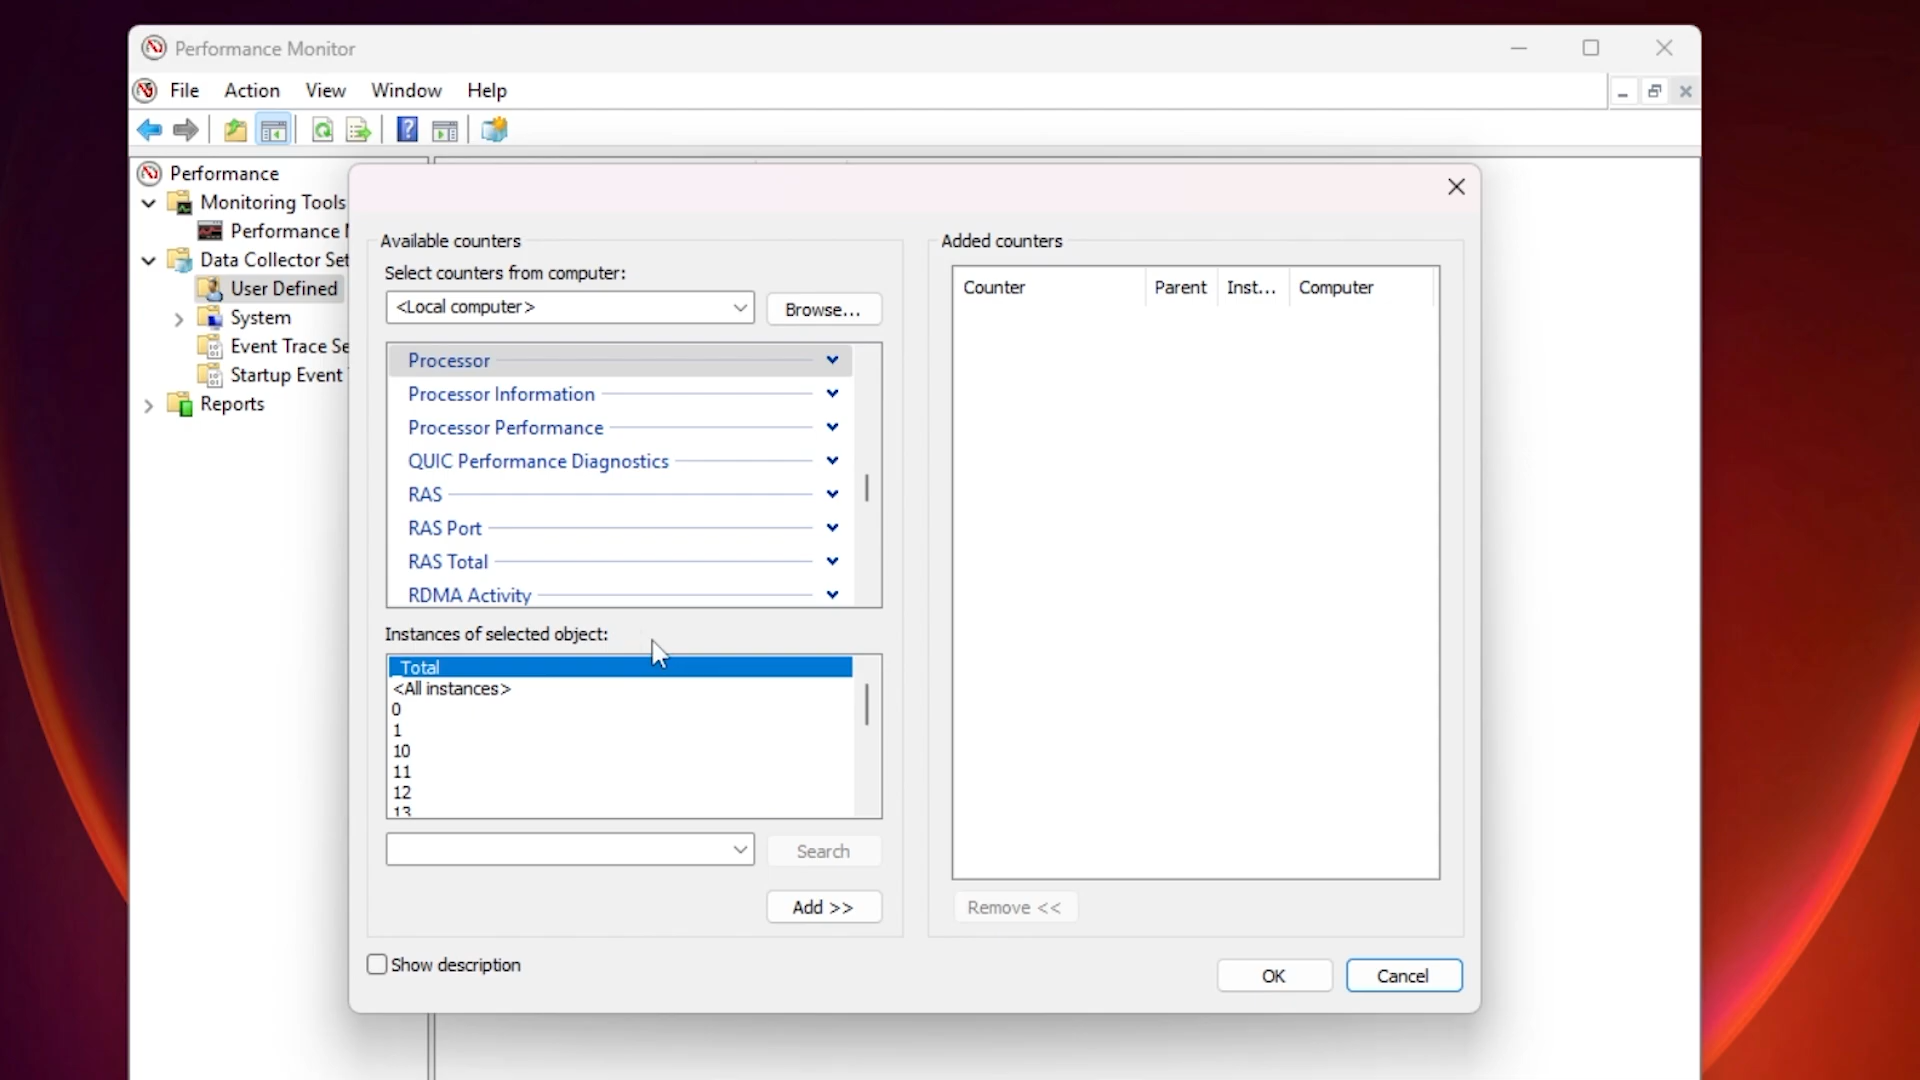 Performance Monitor
File Action View Window Help
Performance
Monitoring Tools
Performance
Data Collector Set
User Defined
System
Event Trace Se
Startup Event
Reports
Available counters
Select counters from computer:
<Local computer>
Browse...
Processor
Processor Information
Processor Performance
QUIC Performance Diagnostics
RAS
RAS Port
RAS Total
RDMA Activity
Instances of selected object:
_Total
<All instances>
0
1
10
11
12
13
Search
Add >>
Show description
Added counters
Counter Parent Inst... Computer
Remove <<
OK Cancel